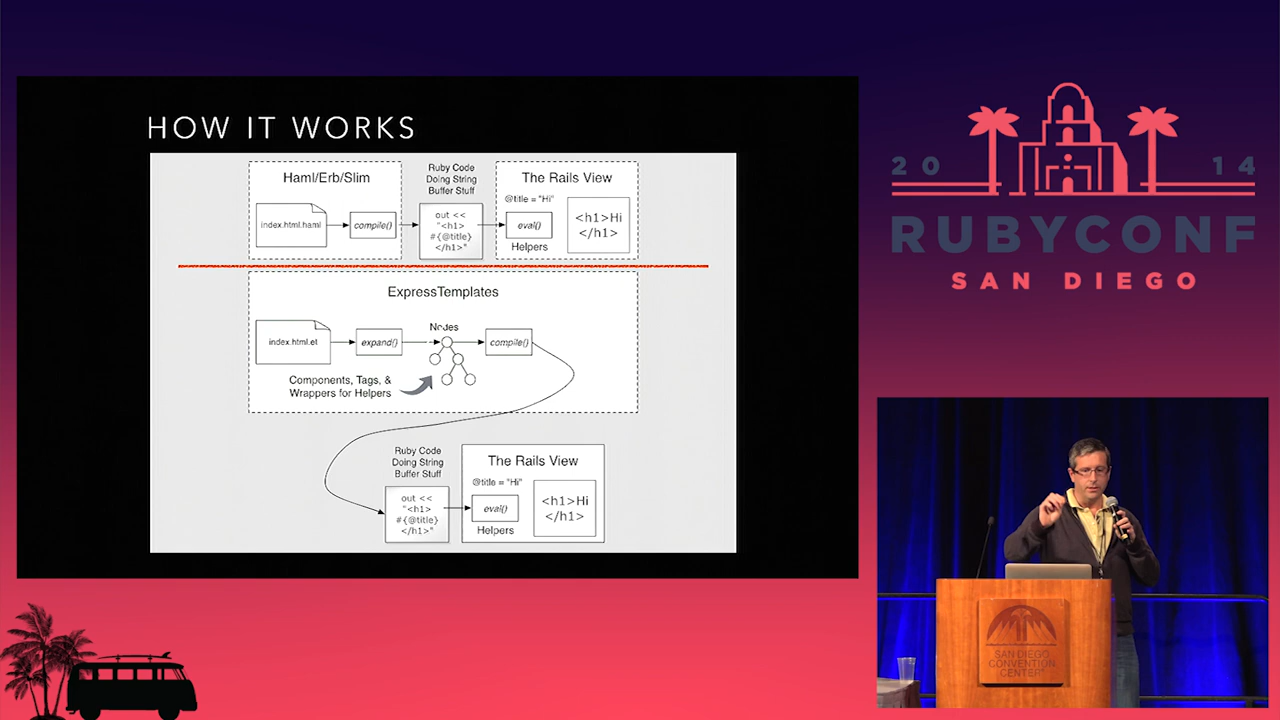 HOW IT WORKS
Haml/Erb/Slim
index.html.haml
compile()
Ruby Code
Doing String
Buffer Stuff
out <<
"<h1>
#{@title}
</h1>"
The Rails View
@title = "Hi"
eval()
Helpers
<h1>Hi
</h1>
ExpressTemplates
index.html.et
expand()
Nodes
compile()
Components, Tags, &
Wrappers for Helpers
Ruby Code
Doing String
Buffer Stuff
out <<
"<h1>
#{@title}
</h1>"
The Rails View
@title = "Hi"
eval()
Helpers
<h1>Hi
</h1>
2014
RUBYCONF
SAN DIEGO
SAN DIEGO
CONVENTION
CENTER